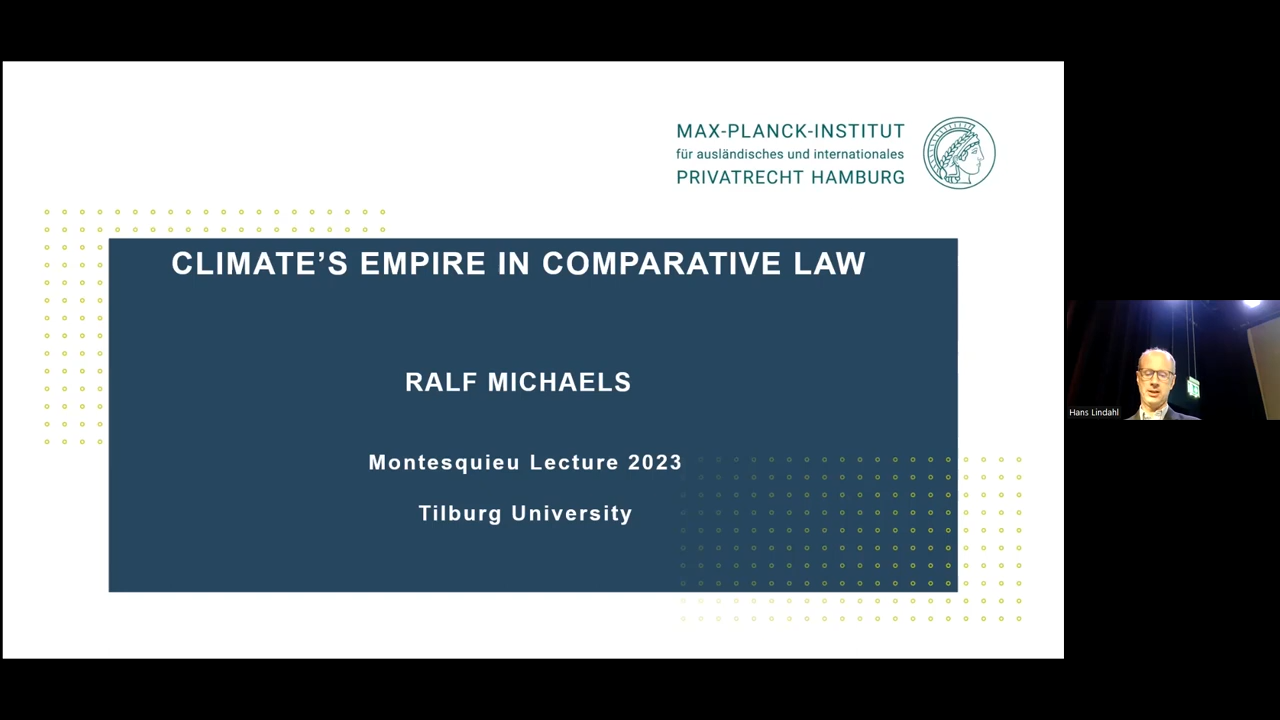 MAX-PLANCK-INSTITUT
für ausländisches und internationales
PRIVATRECHT HAMBURG
CLIMATE’S EMPIRE IN COMPARATIVE LAW
RALF MICHAELS
Montesquieu Lecture 2023
Tilburg University
Hans Lindahl